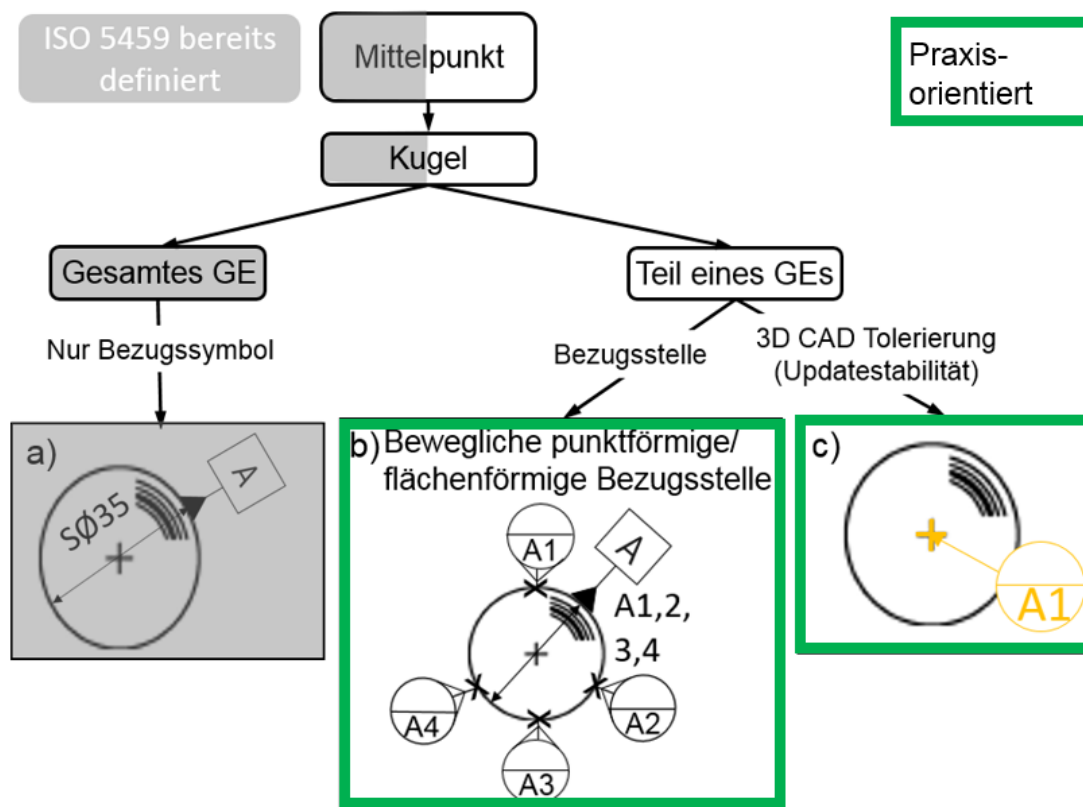 ISO 5459 bereits
definiert
Mittelpunkt
Praxis-
orientiert
Kugel
Gesamtes GE
Teil eines GEs
Nur Bezugssymbol
Bezugsstelle
3D CAD Tolerierung
(Updatestabilität)
a)
A
SØ35
b) Bewegliche punktförmige/
flächenförmige Bezugsstelle
A1
A
A1,2,
3,4
A4
A2
A3
c)
A1